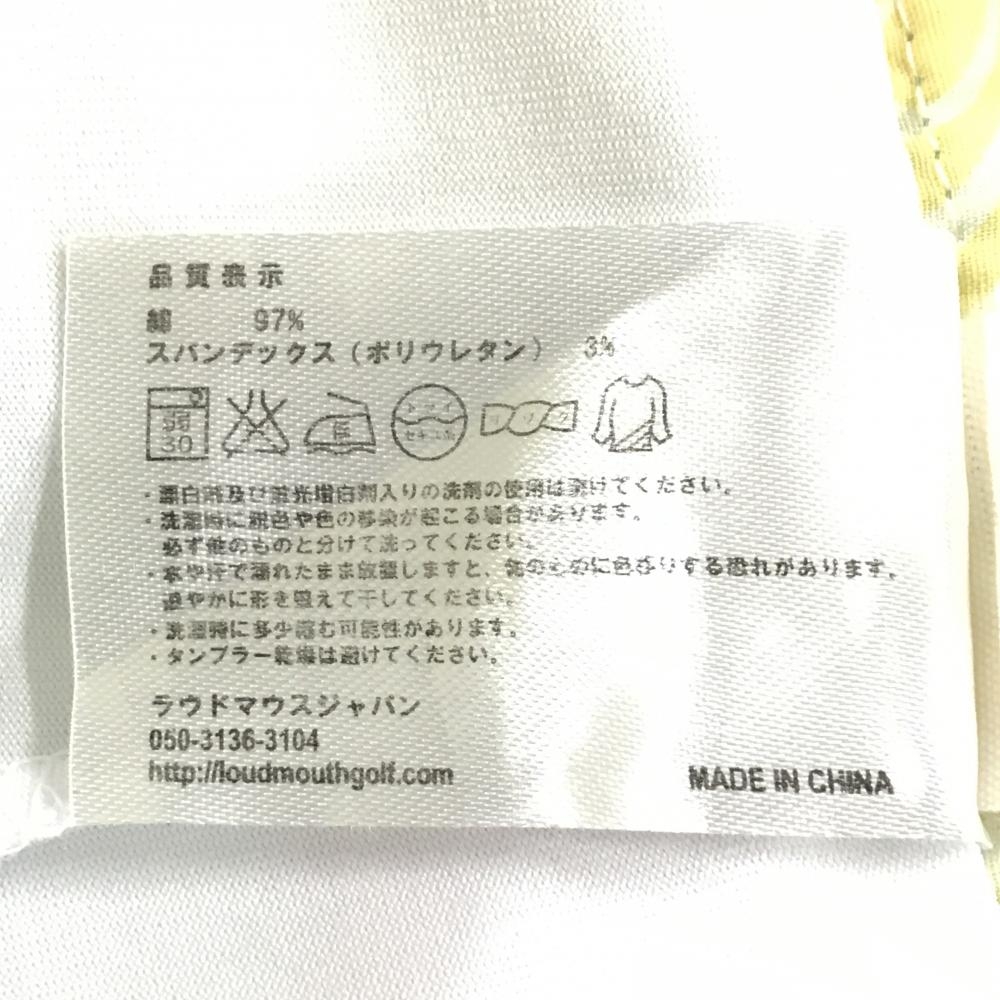 品質表示
綿 97%
スパンデックス（ポリウレタン） 3%
弱
30
中
セキユ系
・漂白剤及び蛍光増白剤入りの洗剤の使用は避けてください。
・洗濯時に脱色や色の移染が起こる場合があります。
必ず他のものと分けて洗ってください。
・水や汗で濡れたまま放置しますと、他のものに色移りする恐れがあります。
速やかに形を整えて干してください。
・洗濯時に多少縮む可能性があります。
・タンブラー乾燥は避けてください。
ラウドマウスジャパン
050-3136-3104
http://loudmouthgolf.com
MADE IN CHINA